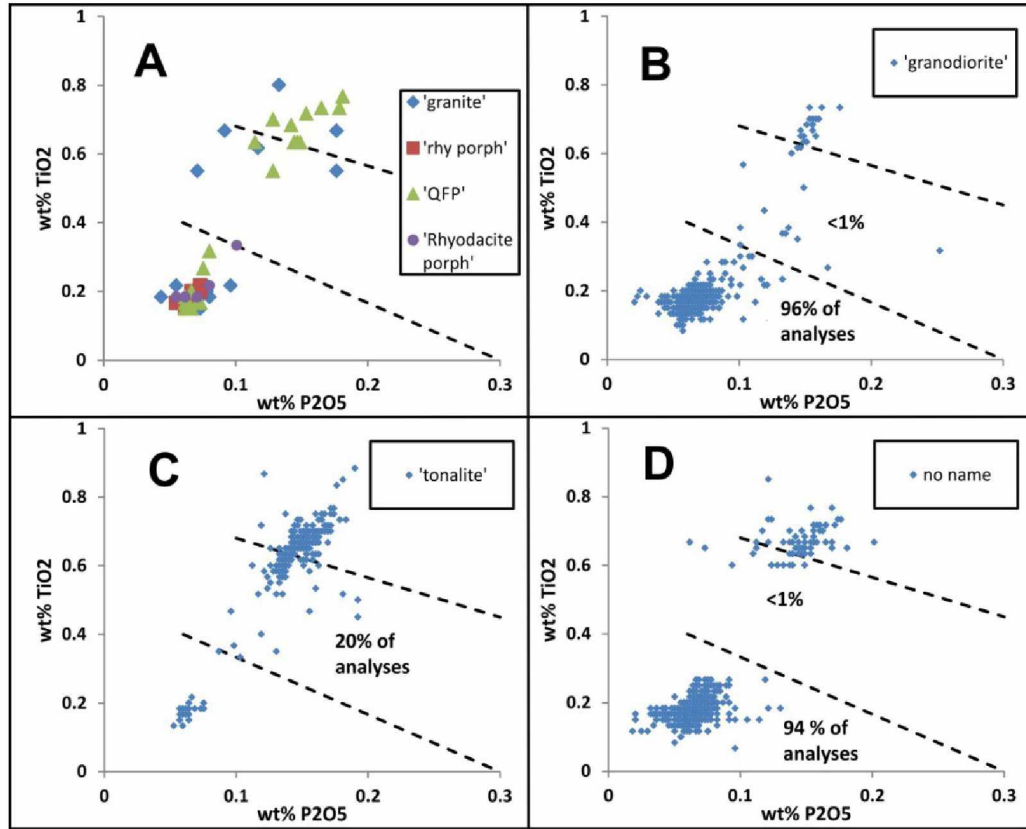 A
wt% TiO2
1
0.8
0.6
0.4
0.2
0
0
0.1
0.2
0.3
wt% P2O5
'granite'
'rhy porph'
'QFP'
'Rhyodacite
porph'
B
wt% TiO2
1
0.8
0.6
0.4
0.2
0
0
0.1
0.2
0.3
wt% P2O5
'granodiorite'
<1%
96% of
analyses
C
wt% TiO2
1
0.8
0.6
0.4
0.2
0
0
0.1
0.2
0.3
wt% P2O5
'tonalite'
20% of
analyses
D
wt% TiO2
1
0.8
0.6
0.4
0.2
0
0
0.1
0.2
0.3
wt% P2O5
no name
<1%
94 % of
analyses